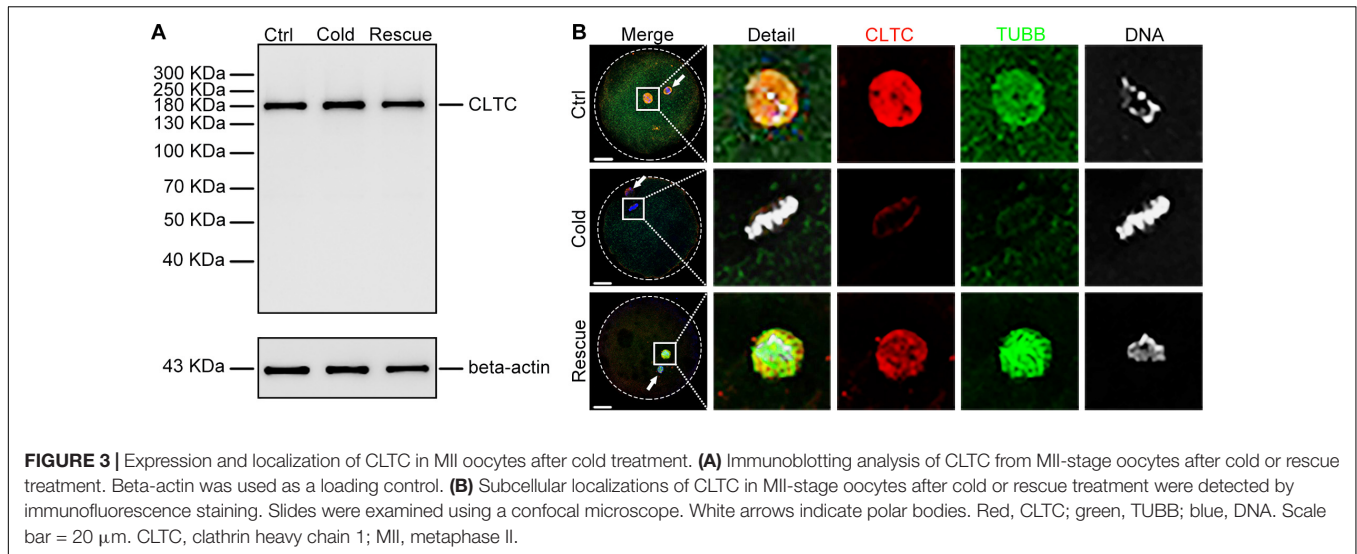 A
Ctrl Cold Rescue
300 KDa
250 KDa
180 KDa
130 KDa
100 KDa
70 KDa
50 KDa
40 KDa
CLTC
43 KDa
beta-actin
B
Merge Detail CLTC TUBB DNA
Ctrl
Cold
Rescue
FIGURE 3 | Expression and localization of CLTC in MII oocytes after cold treatment. (A) Immunoblotting analysis of CLTC from MII-stage oocytes after cold or rescue
treatment. Beta-actin was used as a loading control. (B) Subcellular localizations of CLTC in MII-stage oocytes after cold or rescue treatment were detected by
immunofluorescence staining. Slides were examined using a confocal microscope. White arrows indicate polar bodies. Red, CLTC; green, TUBB; blue, DNA. Scale
bar = 20 μm. CLTC, clathrin heavy chain 1; MII, metaphase II.